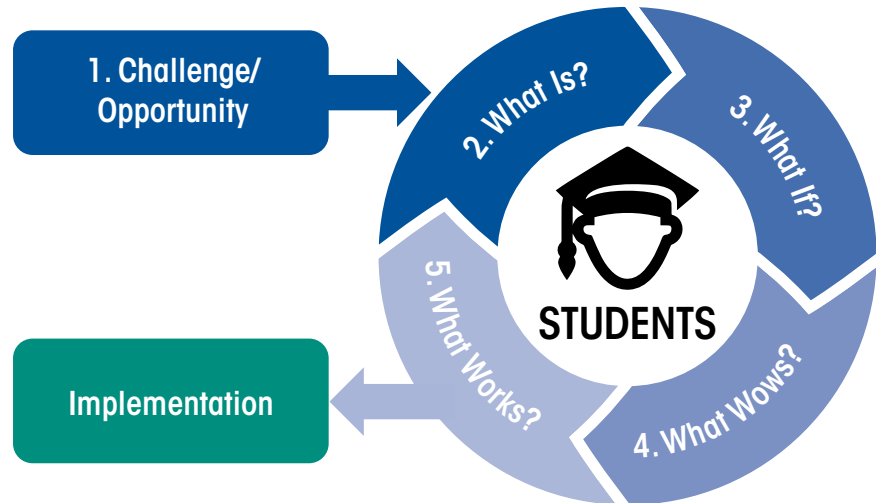 1. Challenge/
Opportunity
2. What Is?
3. What If?
4. What Wows?
5. What Works?
STUDENTS
Implementation